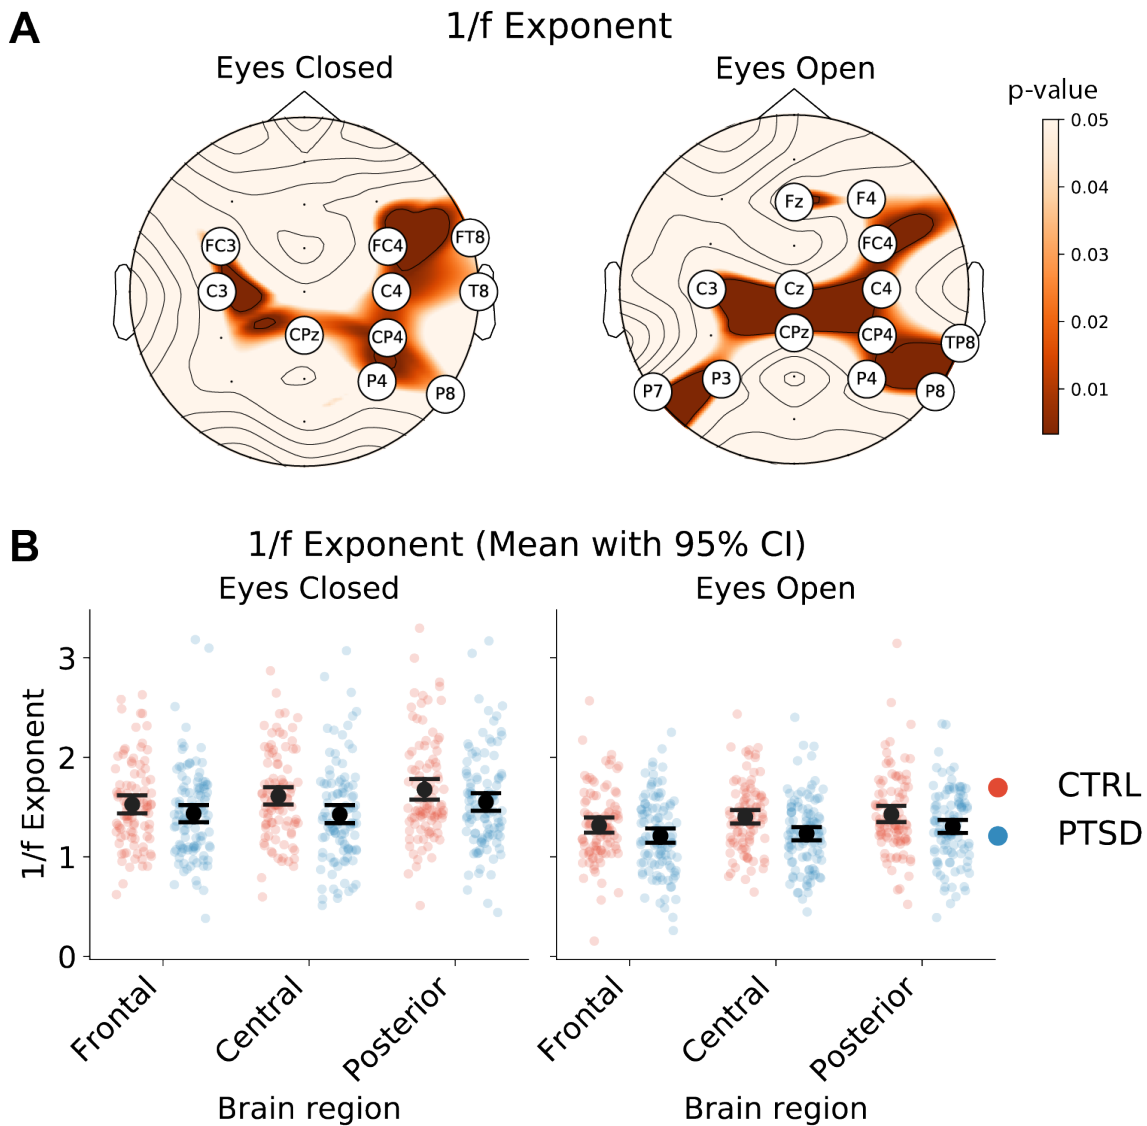 A
1/f Exponent
Eyes Closed
Eyes Open
p-value
0.05
0.04
0.03
0.02
0.01
FC3
FC4
FT8
C3
C4
T8
CPz
CP4
P4
P8
Fz
F4
FC4
C3
Cz
C4
CPz
CP4
TP8
P7
P3
P4
P8
B
1/f Exponent (Mean with 95% CI)
Eyes Closed
Eyes Open
1/f Exponent
3
2
1
0
CTRL
PTSD
Frontal
Central
Posterior
Frontal
Central
Posterior
Brain region
Brain region